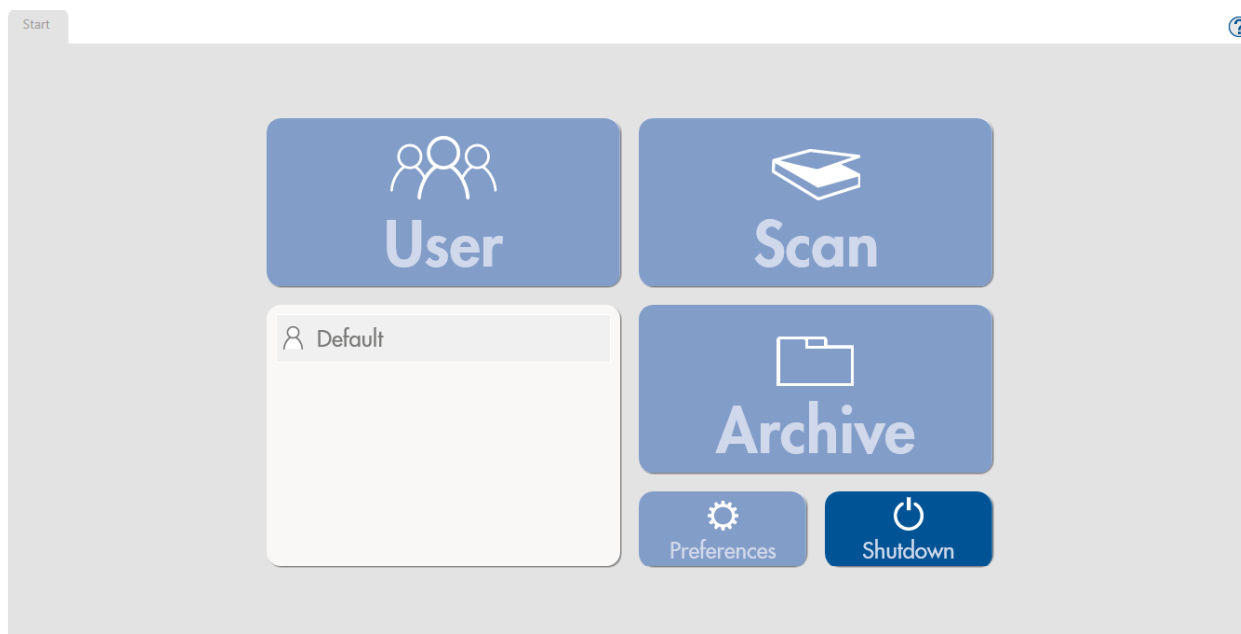 Start
User
Scan
Default
Archive
Preferences
Shutdown